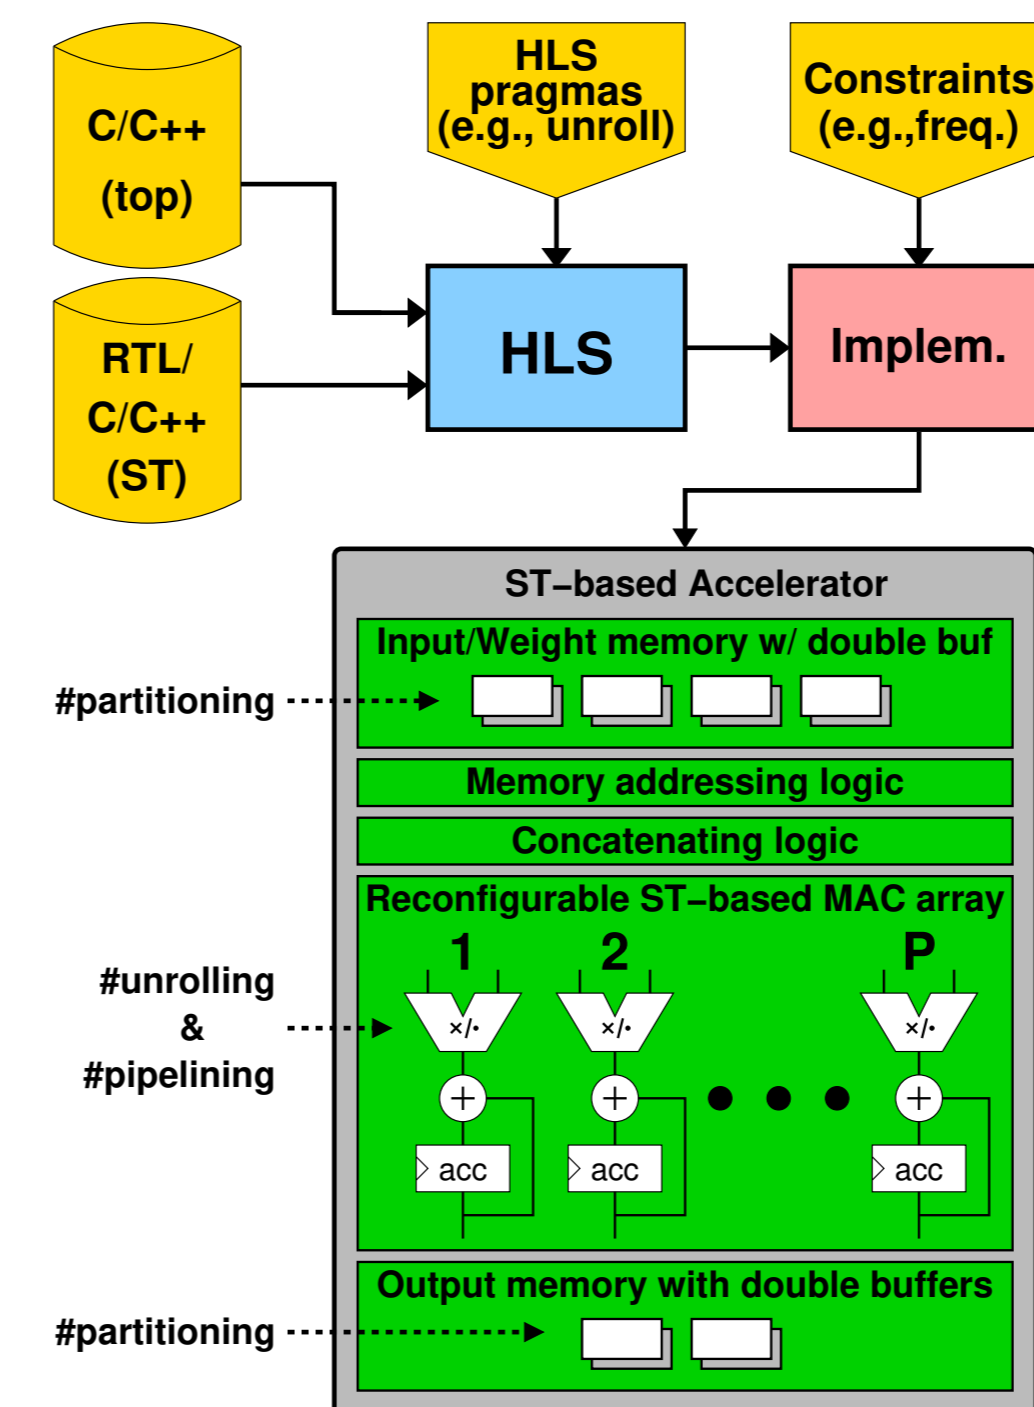 C/C++
(top)
HLS
pragmas
(e.g., unroll)
Constraints
(e.g.,freq.)
RTL/
C/C++
(ST)
HLS
Implem.
ST−based Accelerator
Input/Weight memory w/ double buf
#partitioning
Memory addressing logic
Concatenating logic
Reconfigurable ST−based MAC array
1 2 P
#unrolling
&
#pipelining
×/• ×/• ×/•
+ + +
acc acc acc
Output memory with double buffers
#partitioning